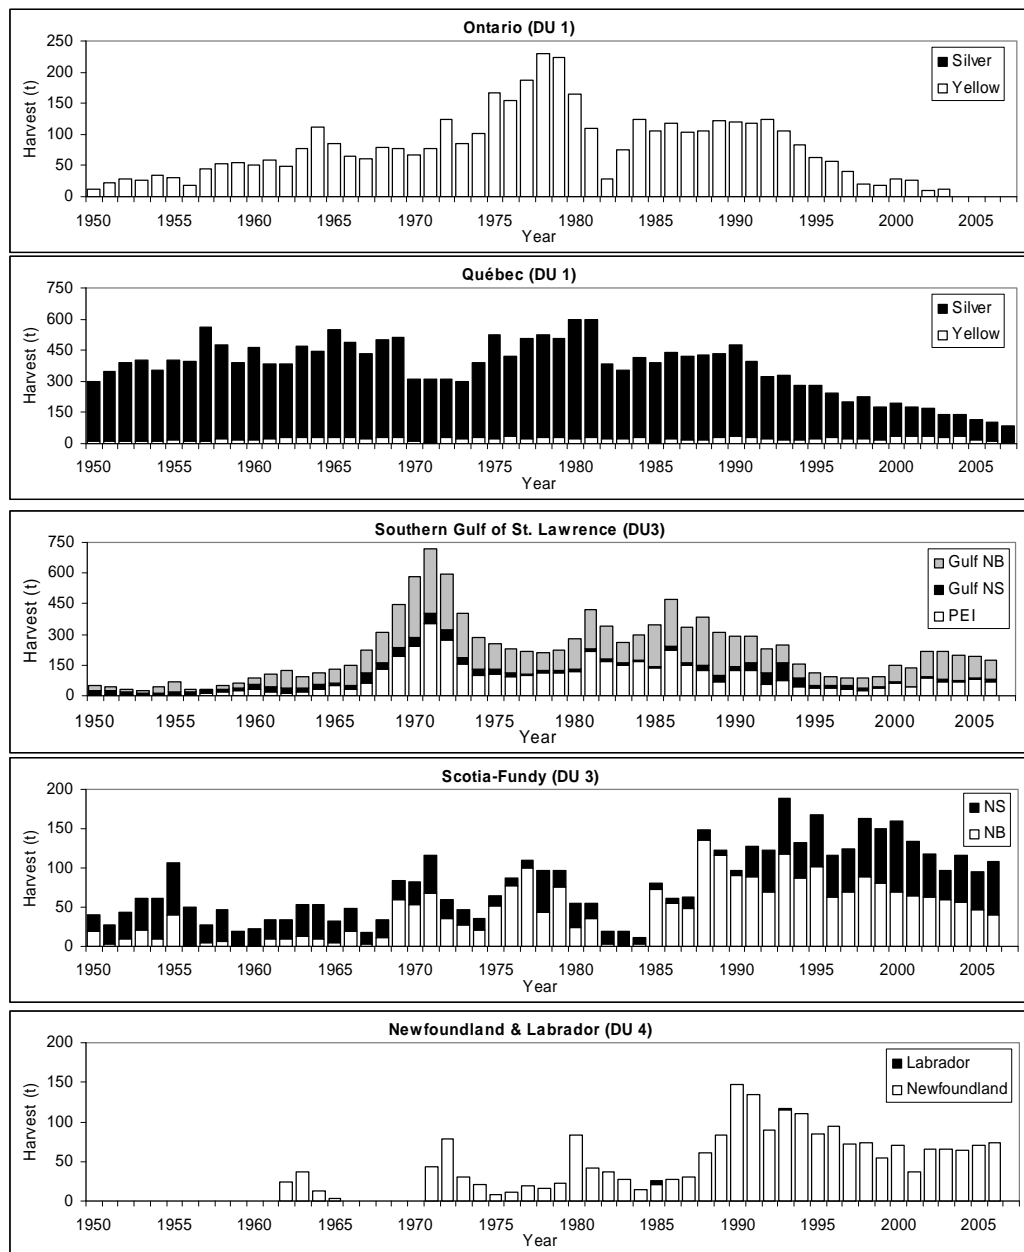 Ontario (DU 1)
250
200
150
100
50
0
Harvest (t)
Silver
Yellow
1950 1955 1960 1965 1970 1975 1980 1985 1990 1995 2000 2005
Year
Québec (DU 1)
750
600
450
300
150
0
Harvest (t)
Silver
Yellow
1950 1955 1960 1965 1970 1975 1980 1985 1990 1995 2000 2005
Year
Southern Gulf of St. Lawrence (DU3)
750
600
450
300
150
0
Harvest (t)
Gulf NB
Gulf NS
PEI
1950 1955 1960 1965 1970 1975 1980 1985 1990 1995 2000 2005
Year
Scotia-Fundy (DU 3)
200
150
100
50
0
Harvest (t)
NS
NB
1950 1955 1960 1965 1970 1975 1980 1985 1990 1995 2000 2005
Year
Newfoundland & Labrador (DU 4)
200
150
100
50
0
Harvest (t)
Labrador
Newfoundland
1950 1955 1960 1965 1970 1975 1980 1985 1990 1995 2000 2005
Year